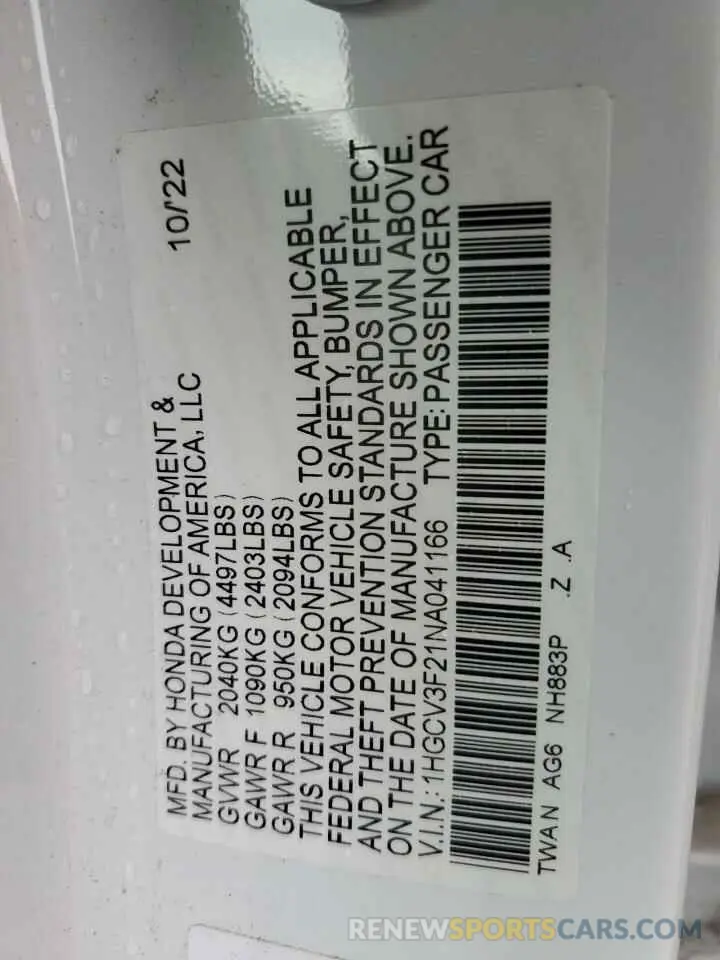 MFD. BY HONDA DEVELOPMENT & 10/22
MANUFACTURING OF AMERICA, LLC
GVWR 2040KG (4497LBS)
GAWR F 1090KG (2403LBS)
GAWR R 950KG (2094LBS)
THIS VEHICLE CONFORMS TO ALL APPLICABLE
FEDERAL MOTOR VEHICLE SAFETY, BUMPER,
AND THEFT PREVENTION STANDARDS IN EFFECT
ON THE DATE OF MANUFACTURE SHOWN ABOVE.
V.I.N.: 1HGCV3F21NA041166 TYPE: PASSENGER CAR
TWAN AG6 NH883P .Z .A
RENEWSPORTSCARS.COM